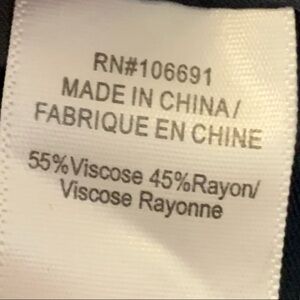 RN#106691
MADE IN CHINA/
FABRIQUE EN CHINE
55%Viscose 45%Rayon/
Viscose Rayonne